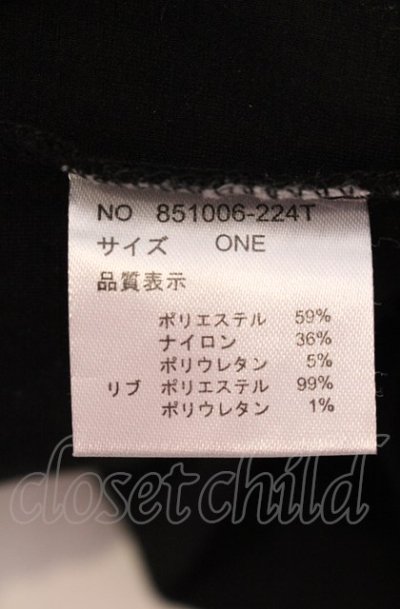 NO 851006-224T
サイズ ONE
品質表示
ポリエステル 59%
ナイロン 36%
ポリウレタン 5%
リブ ポリエステル 99%
ポリウレタン 1%
closetchild